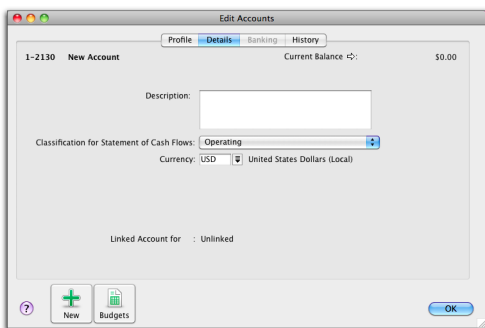 Edit Accounts
Profile Details Banking History
1-2130 New Account Current Balance ⇨: $0.00
Description:
Classification for Statement of Cash Flows: Operating
Currency: USD United States Dollars (Local)
Linked Account for : Unlinked
? New Budgets OK